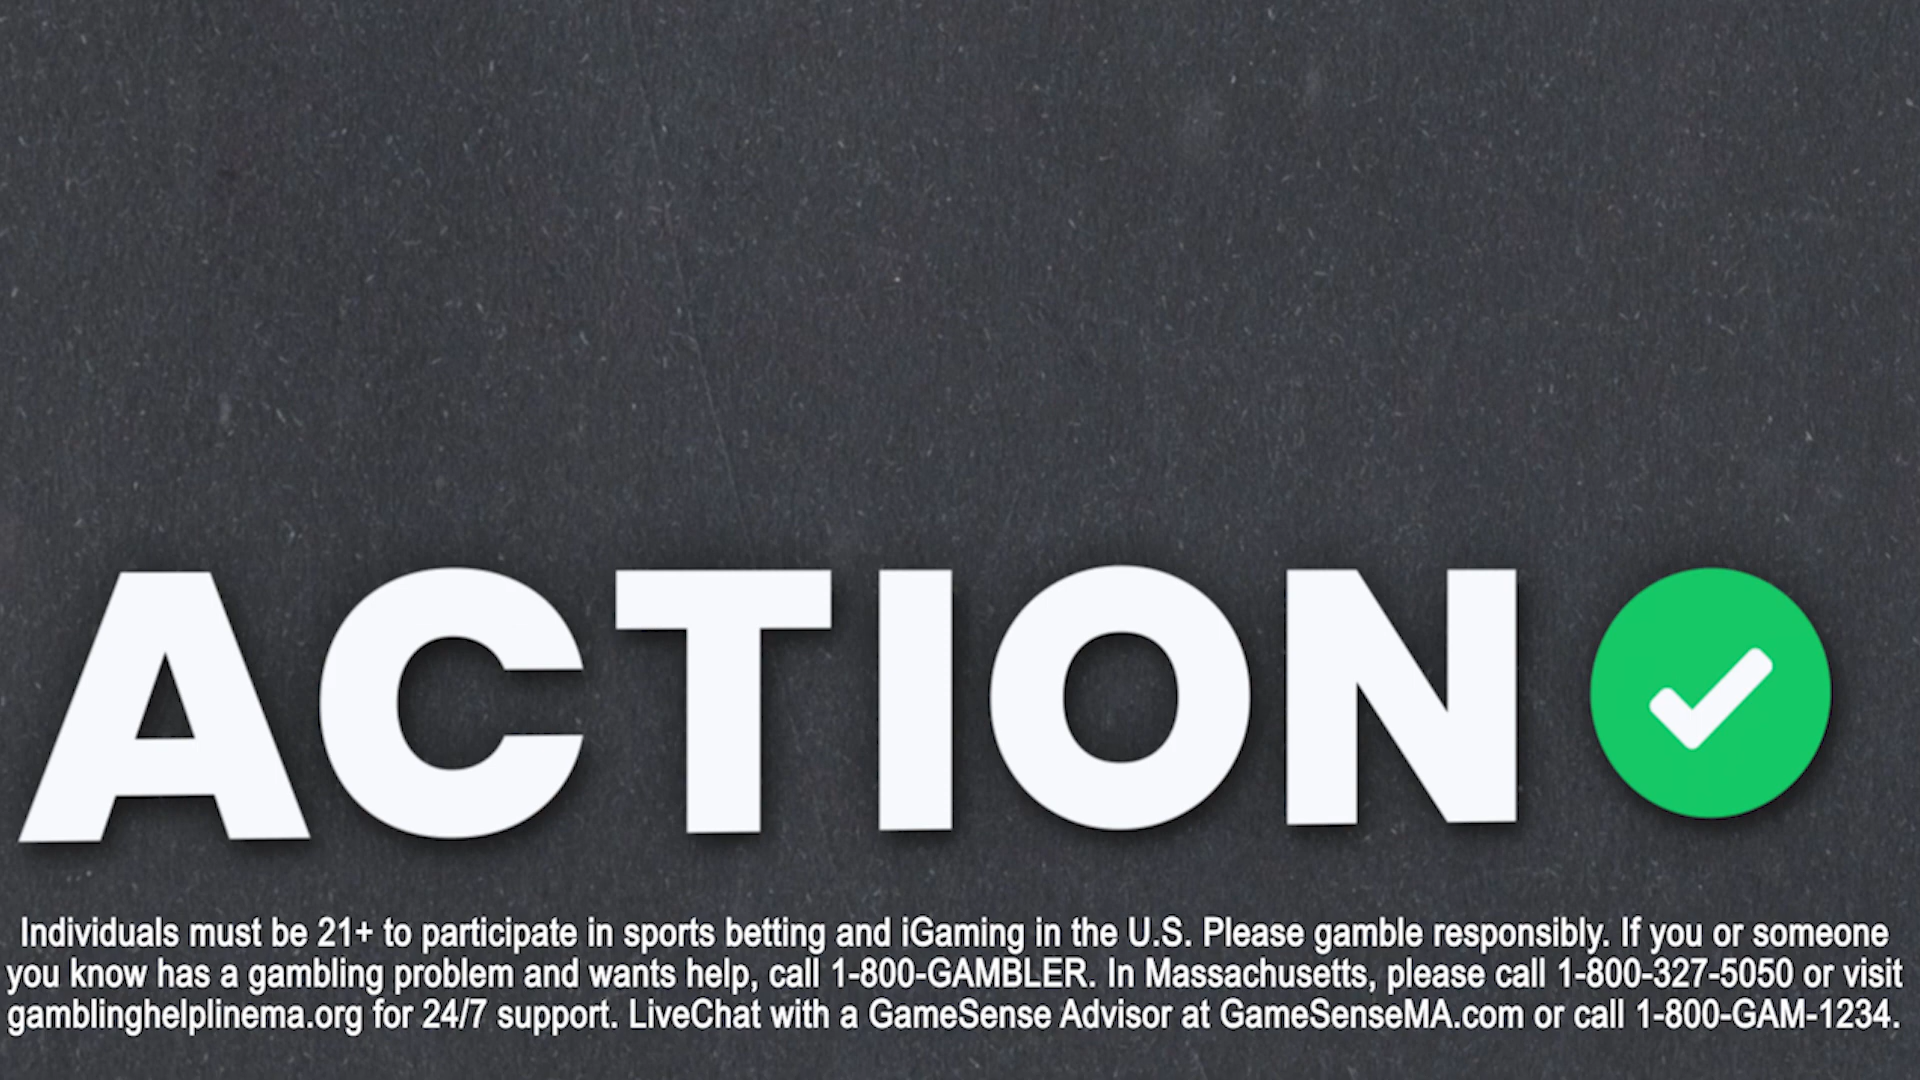 ACTION
Individuals must be 21+ to participate in sports betting and iGaming in the U.S. Please gamble responsibly. If you or someone
you know has a gambling problem and wants help, call 1-800-GAMBLER. In Massachusetts, please call 1-800-327-5050 or visit
gamblinghelplinema.org for 24/7 support. LiveChat with a GameSense Advisor at GameSenseMA.com or call 1-800-GAM-1234.